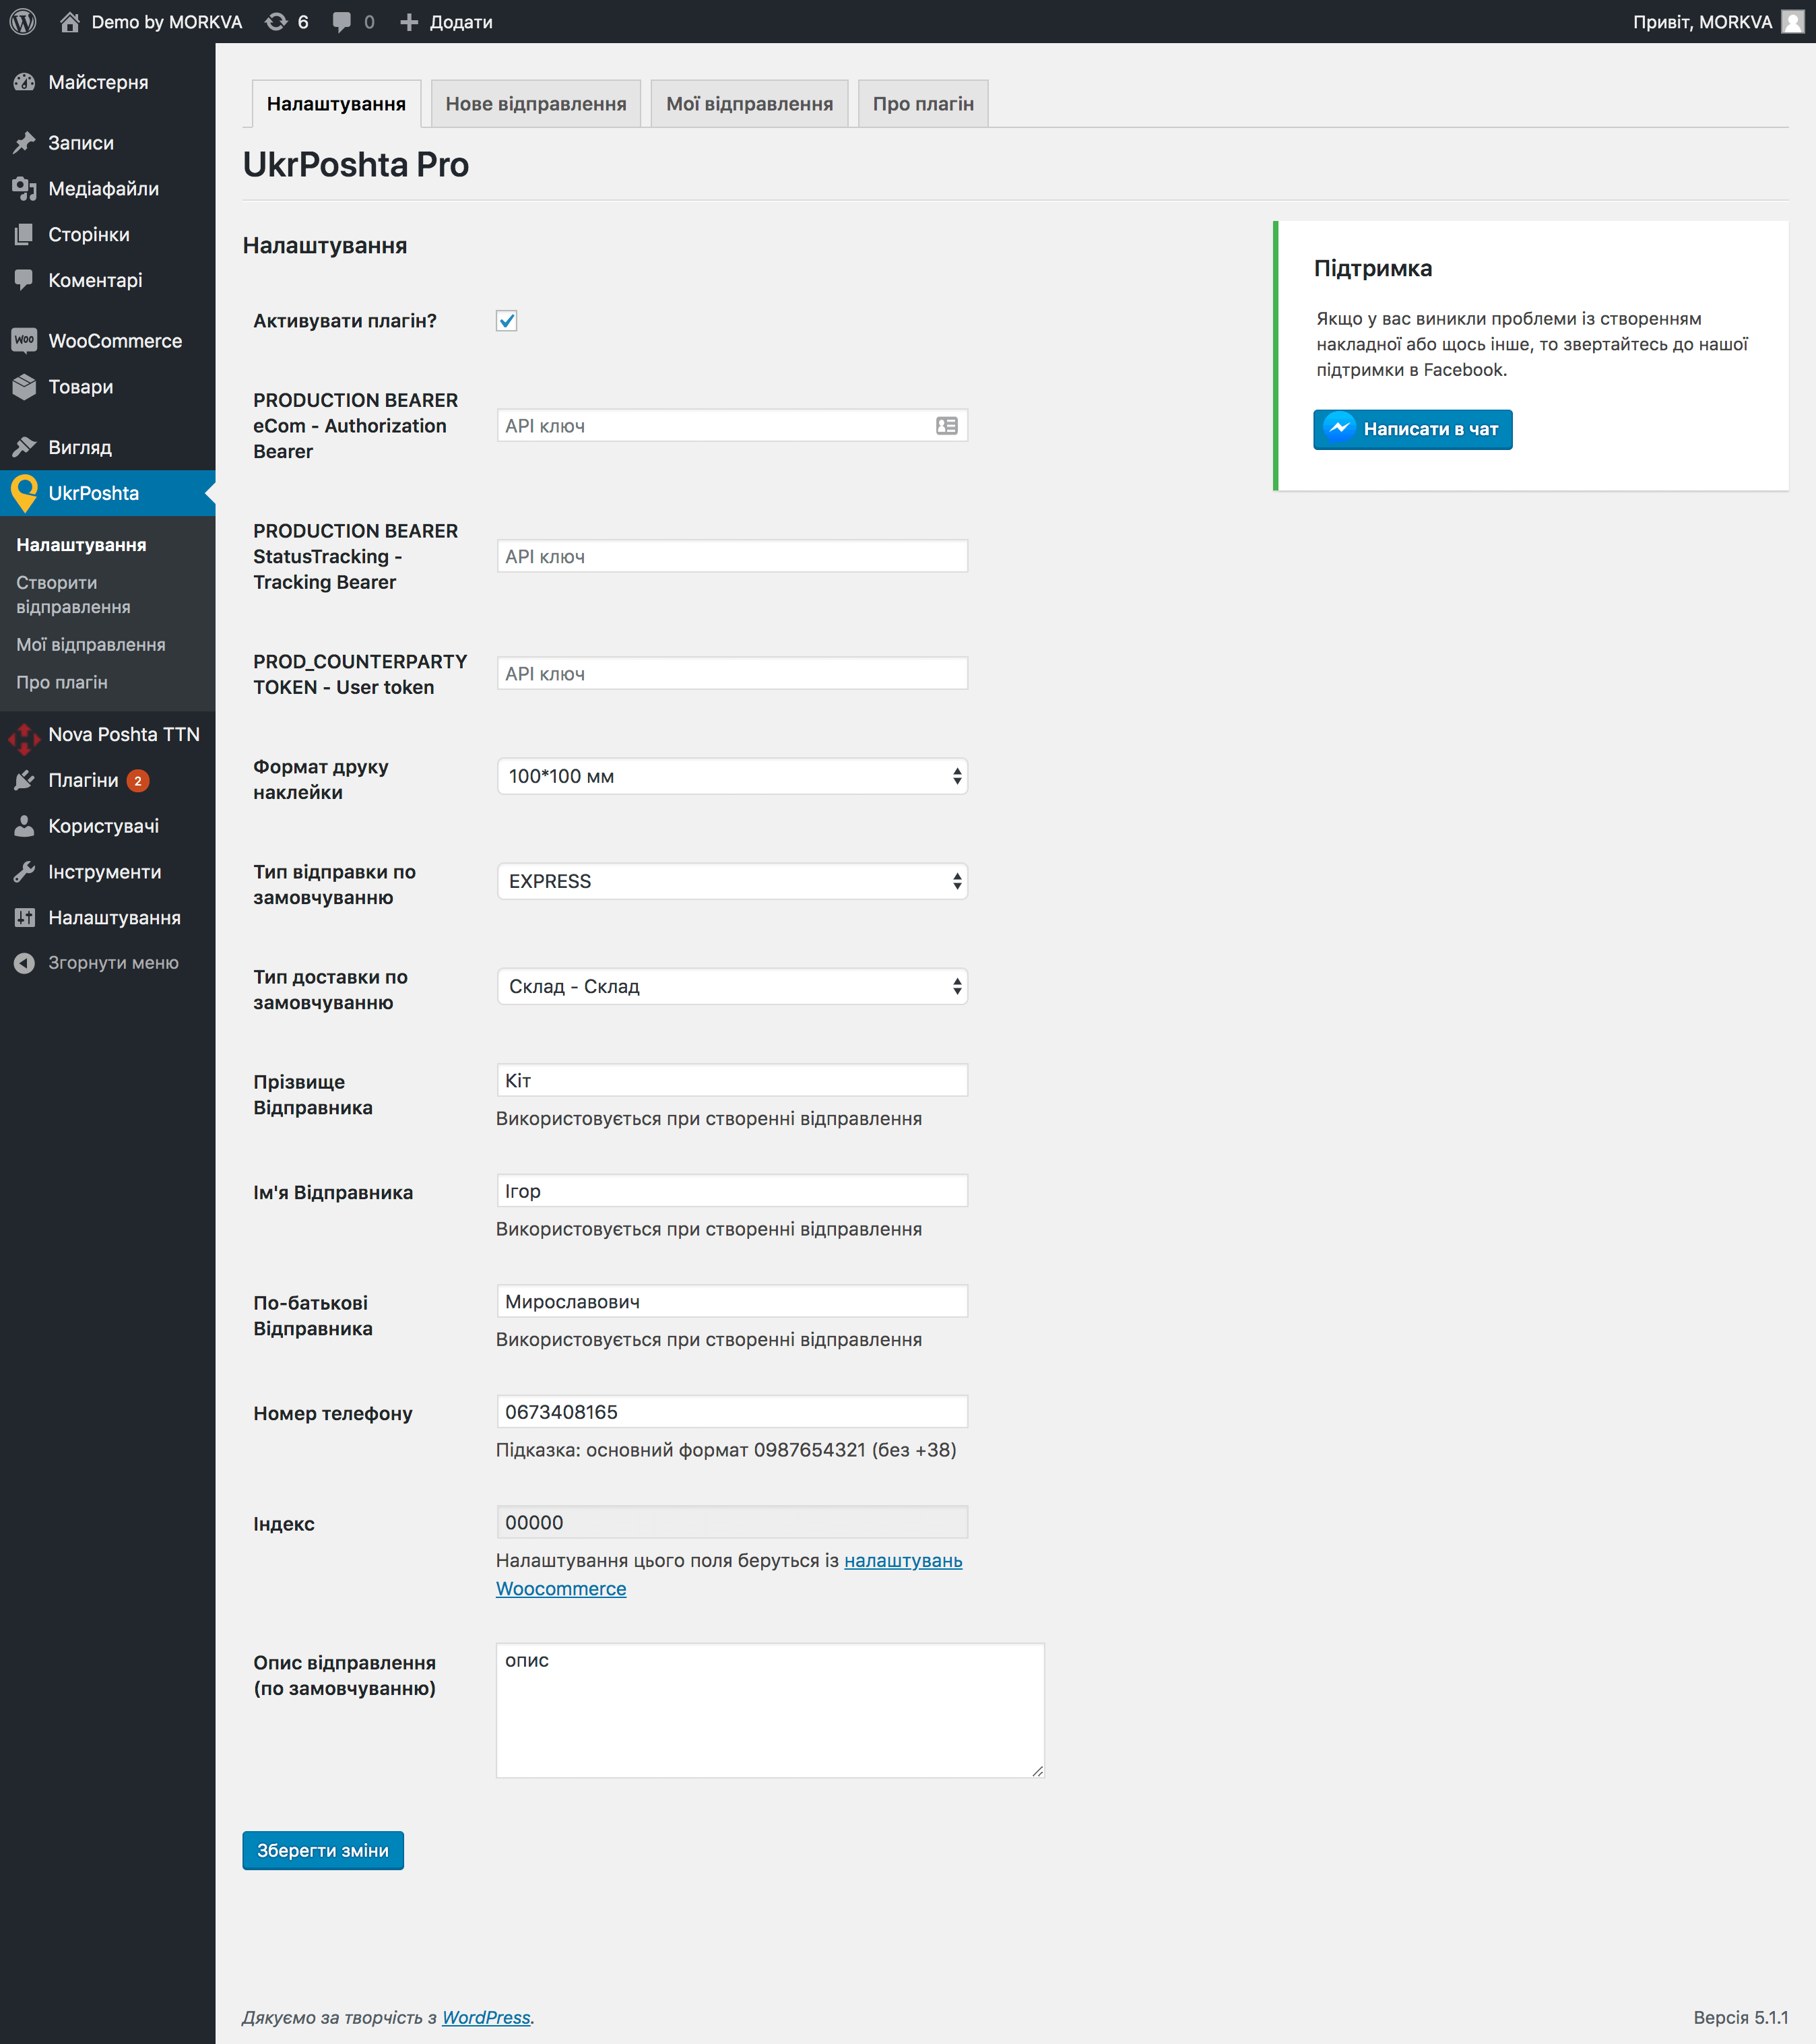 Demo by MORKVA 6 0 Додати Привіт, MORKVA
Майстерня
Записи
Медіафайли
Сторінки
Коментарі
WOO WooCommerce
Товари
Вигляд
UkrPoshta
Налаштування
Створити
відправлення
Мої відправлення
Про плагін
Nova Poshta TTN
Плагіни 2
Користувачі
Інструменти
Налаштування
Згорнути меню
Налаштування Нове відправлення Мої відправлення Про плагін
UkrPoshta Pro
Налаштування
Активувати плагін?
PRODUCTION BEARER
eCom - Authorization
Bearer
API ключ
PRODUCTION BEARER
StatusTracking -
Tracking Bearer
API ключ
PROD_COUNTERPARTY
TOKEN - User token
API ключ
Формат друку
наклейки
100*100 мм
Тип відправки по
замовчуванню
EXPRESS
Тип доставки по
замовчуванню
Склад - Склад
Прізвище
Відправника
Кіт
Використовується при створенні відправлення
Ім'я Відправника
Ігор
Використовується при створенні відправлення
По-батькові
Відправника
Мирославович
Використовується при створенні відправлення
Номер телефону
0673408165
Підказка: основний формат 0987654321 (без +38)
Індекс
00000
Налаштування цього поля беруться із налаштувань
Woocommerce
Опис відправлення
(по замовчуванню)
опис
Зберегти зміни
Підтримка
Якщо у вас виникли проблеми із створенням
накладної або щось інше, то звертайтесь до нашої
підтримки в Facebook.
Написати в чат
Дякуємо за творчість з WordPress.
Версія 5.1.1